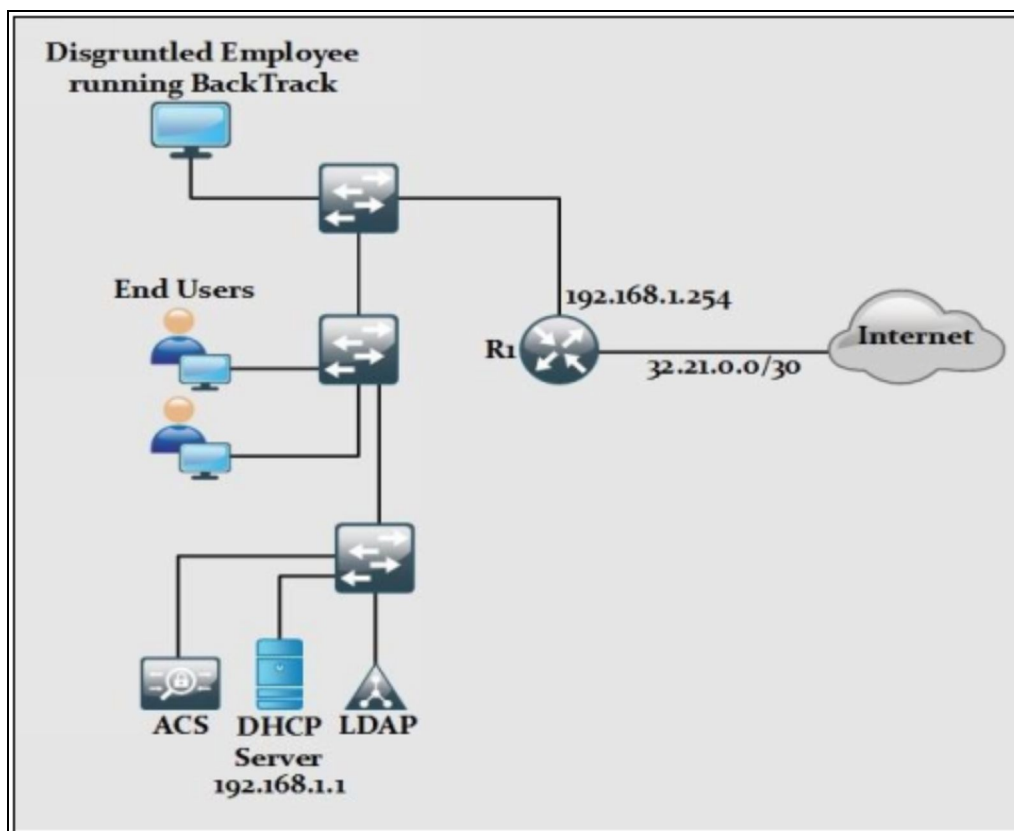 Disgruntled Employee
running BackTrack
End Users
192.168.1.254
R1
Internet
32.21.0.0/30
ACS
DHCP
Server
192.168.1.1
LDAP